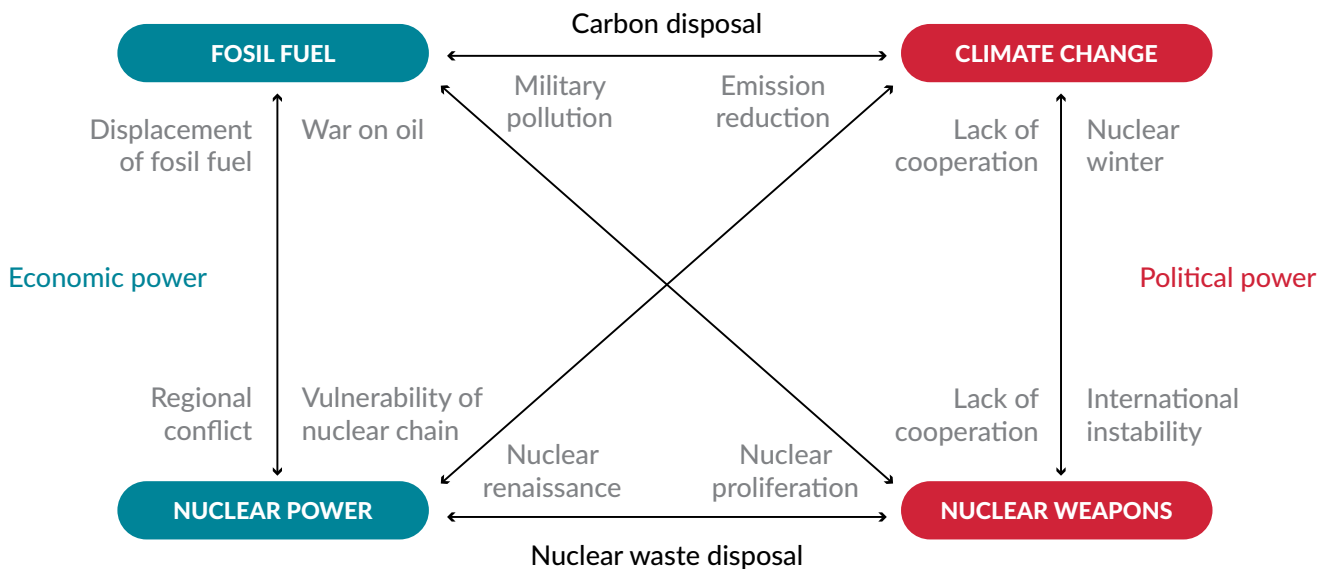 Carbon disposal
FOSIL FUEL
CLIMATE CHANGE
Military
pollution
Emission
reduction
Displacement
of fosil fuel
War on oil
Lack of
cooperation
Nuclear
winter
Economic power
Political power
Regional
conflict
Vulnerability of
nuclear chain
Lack of
cooperation
International
instability
Nuclear
renaissance
Nuclear
proliferation
NUCLEAR POWER
NUCLEAR WEAPONS
Nuclear waste disposal